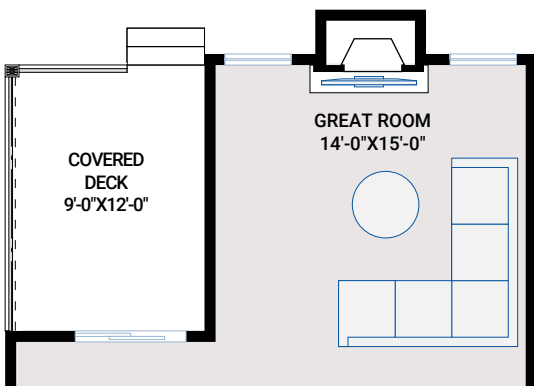 GREAT ROOM
14'-0"X15'-0"
COVERED
DECK
9'-0"X12'-0"